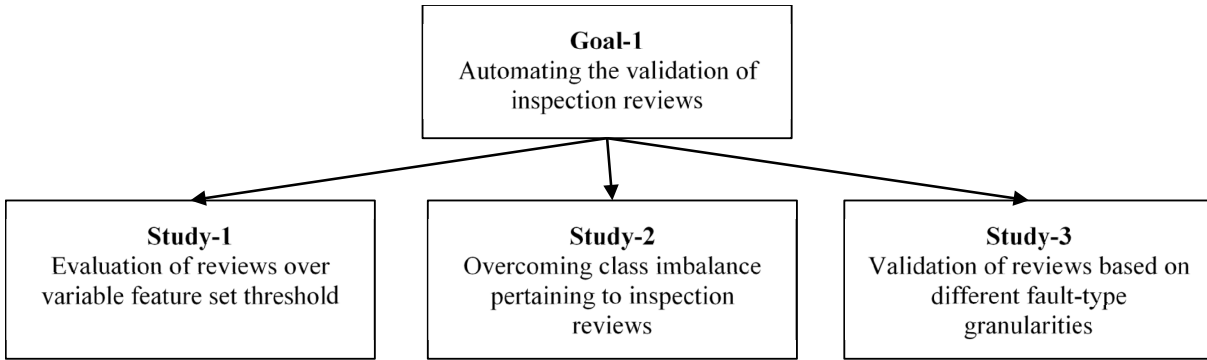 Goal-1
Automating the validation of
inspection reviews
Study-1
Evaluation of reviews over
variable feature set threshold
Study-2
Overcoming class imbalance
pertaining to inspection
reviews
Study-3
Validation of reviews based on
different fault-type
granularities